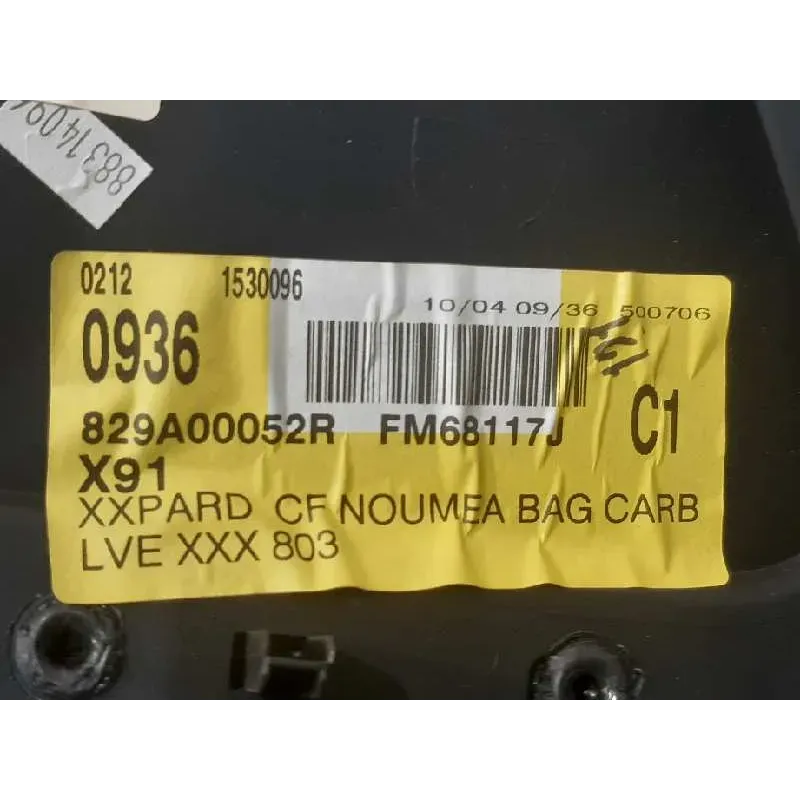 0212 1530096
10/04 09/36 500706
0936
829A00052R FM68117J C1
X91
XXPARD CF NOUMEA BAG CARB
LVE XXX 803